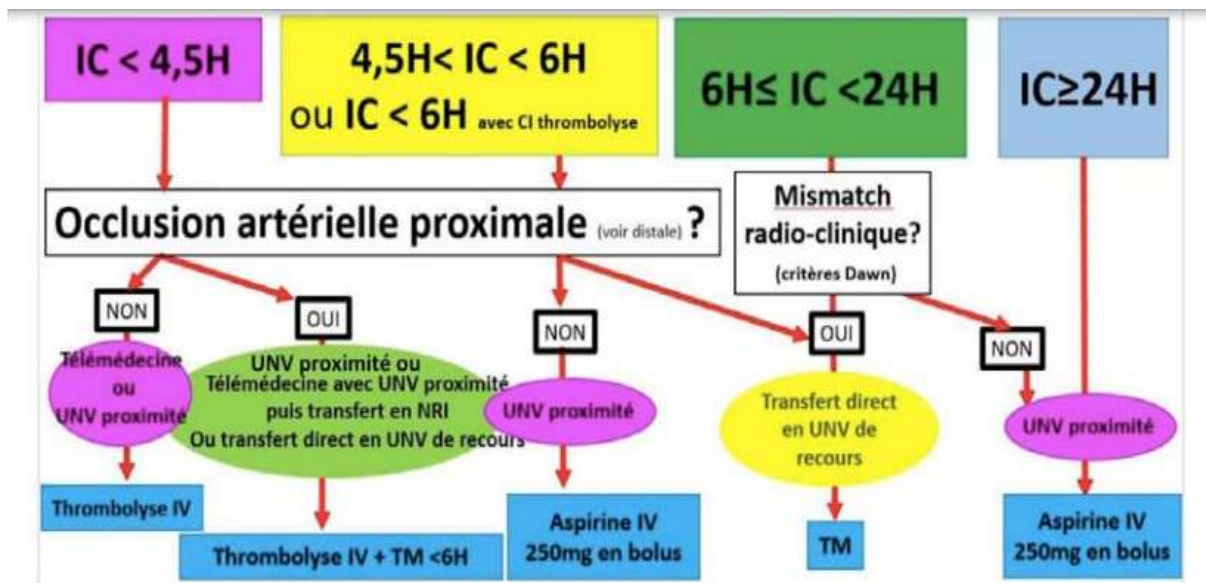 IC < 4,5H
4,5H< IC < 6H
ou IC < 6H avec CI thrombolyse
6H≤ IC <24H
IC≥24H
Occlusion artérielle proximale (voir distale) ?
Mismatch
radio-clinique?
(critères Dawn)
NON
OUI
NON
OUI
NON
Télémédecine
ou
UNV proximité
UNV proximité ou
Télémédecine avec UNV proximité
puis transfert en NRI
Ou transfert direct en UNV de recours
UNV proximité
Transfert direct
en UNV de
recours
UNV proximité
Thrombolyse IV
Thrombolyse IV + TM <6H
Aspirine IV
250mg en bolus
TM
Aspirine IV
250mg en bolus